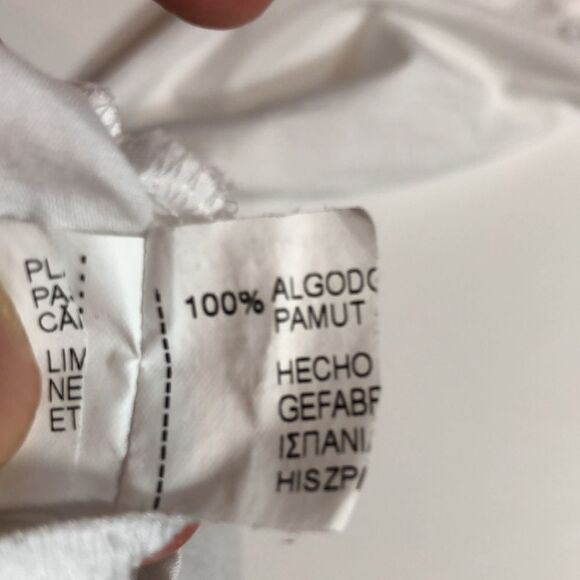 PL
PA
CĂ
LIM
NE
ET
100% ALGODO
PAMUT
HECHO
GEFABR
ΙΣΠΑΝΙ
HISZPA